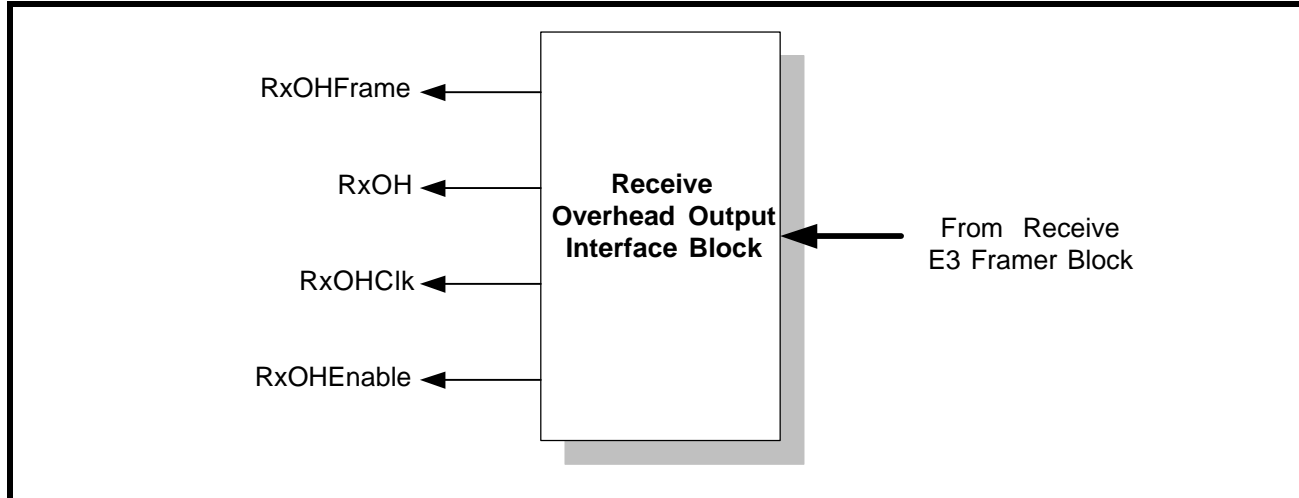 RxOHFrame
RxOH
RxOHClk
RxOHEnable
Receive
Overhead Output
Interface Block
From Receive
E3 Framer Block